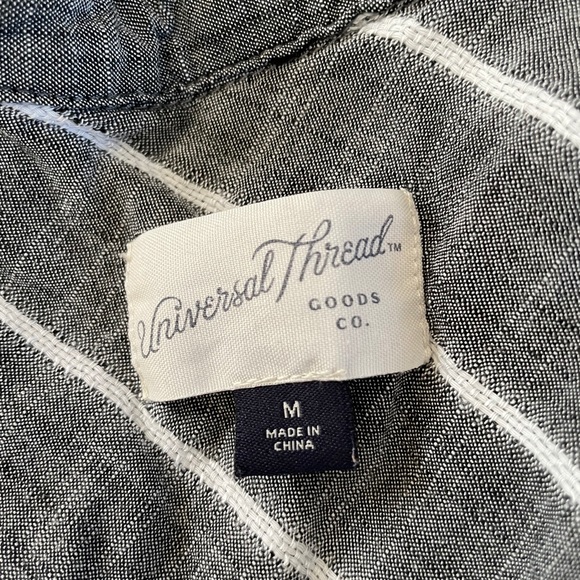 Universal Thread™
GOODS
CO.
M
MADE IN
CHINA